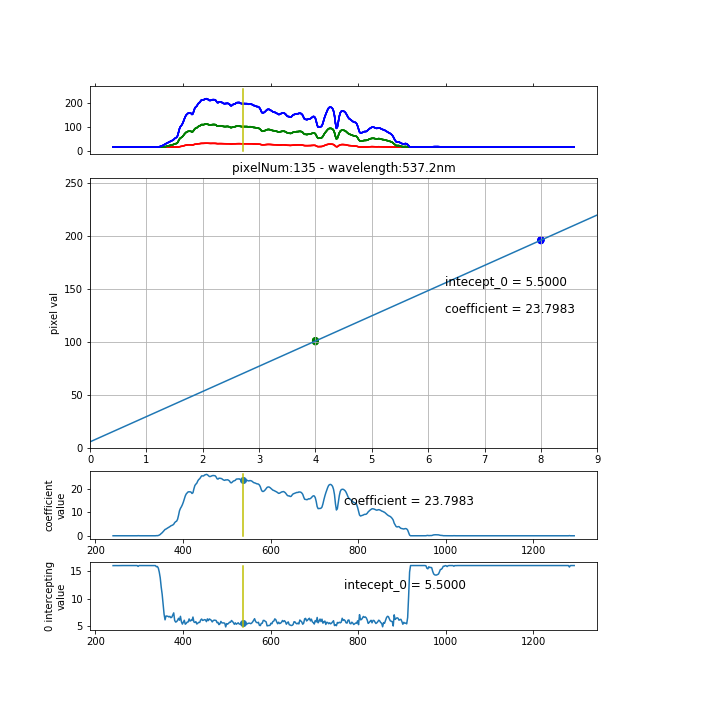 200
100
0
pixelNum:135 - wavelength:537.2nm
250
200
150
100
50
0
pixel val
intecept_0 = 5.5000
coefficient = 23.7983
0 1 2 3 4 5 6 7 8 9
20
10
0
coefficient
value
coefficient = 23.7983
200 400 600 800 1000 1200
15
10
5
0 intercepting
value
intecept_0 = 5.5000
200 400 600 800 1000 1200